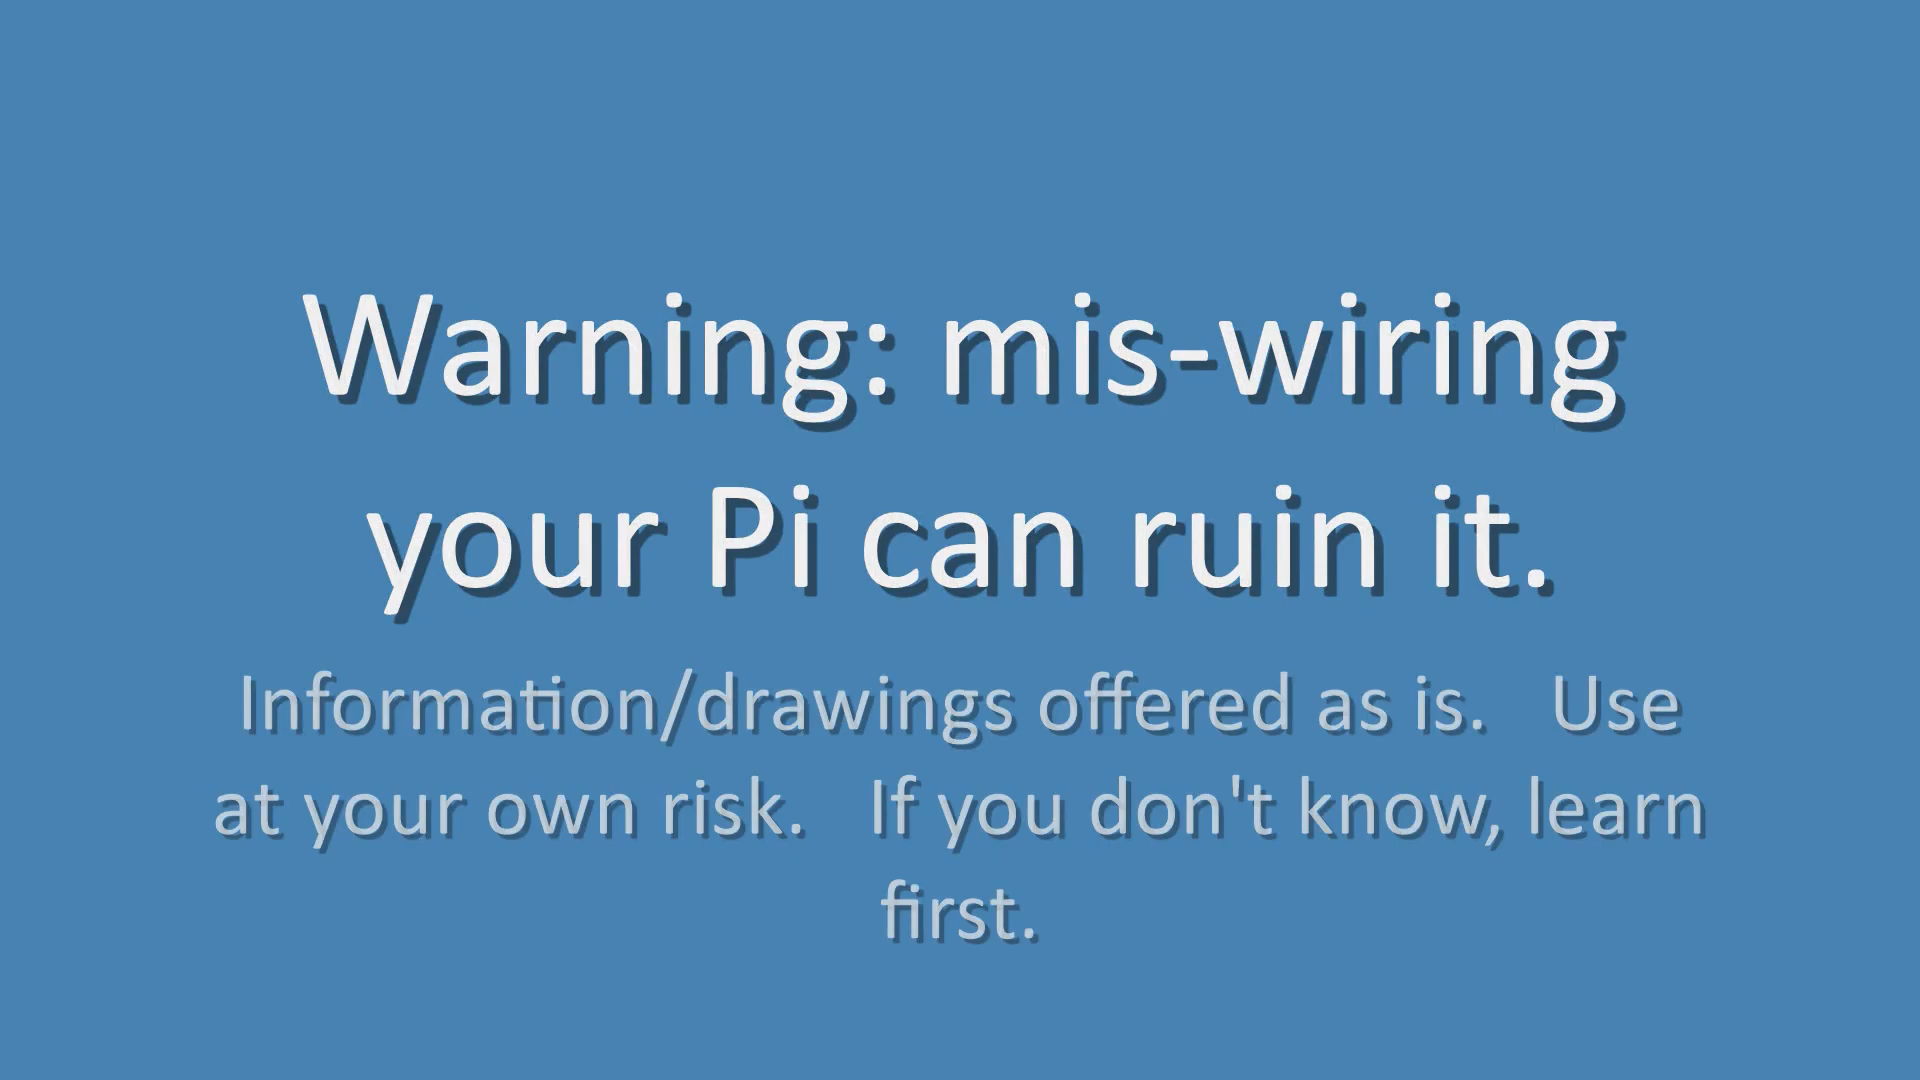 Warning: mis-wiring
your Pi can ruin it.
Information/drawings offered as is.   Use
at your own risk.   If you don't know, learn
first.